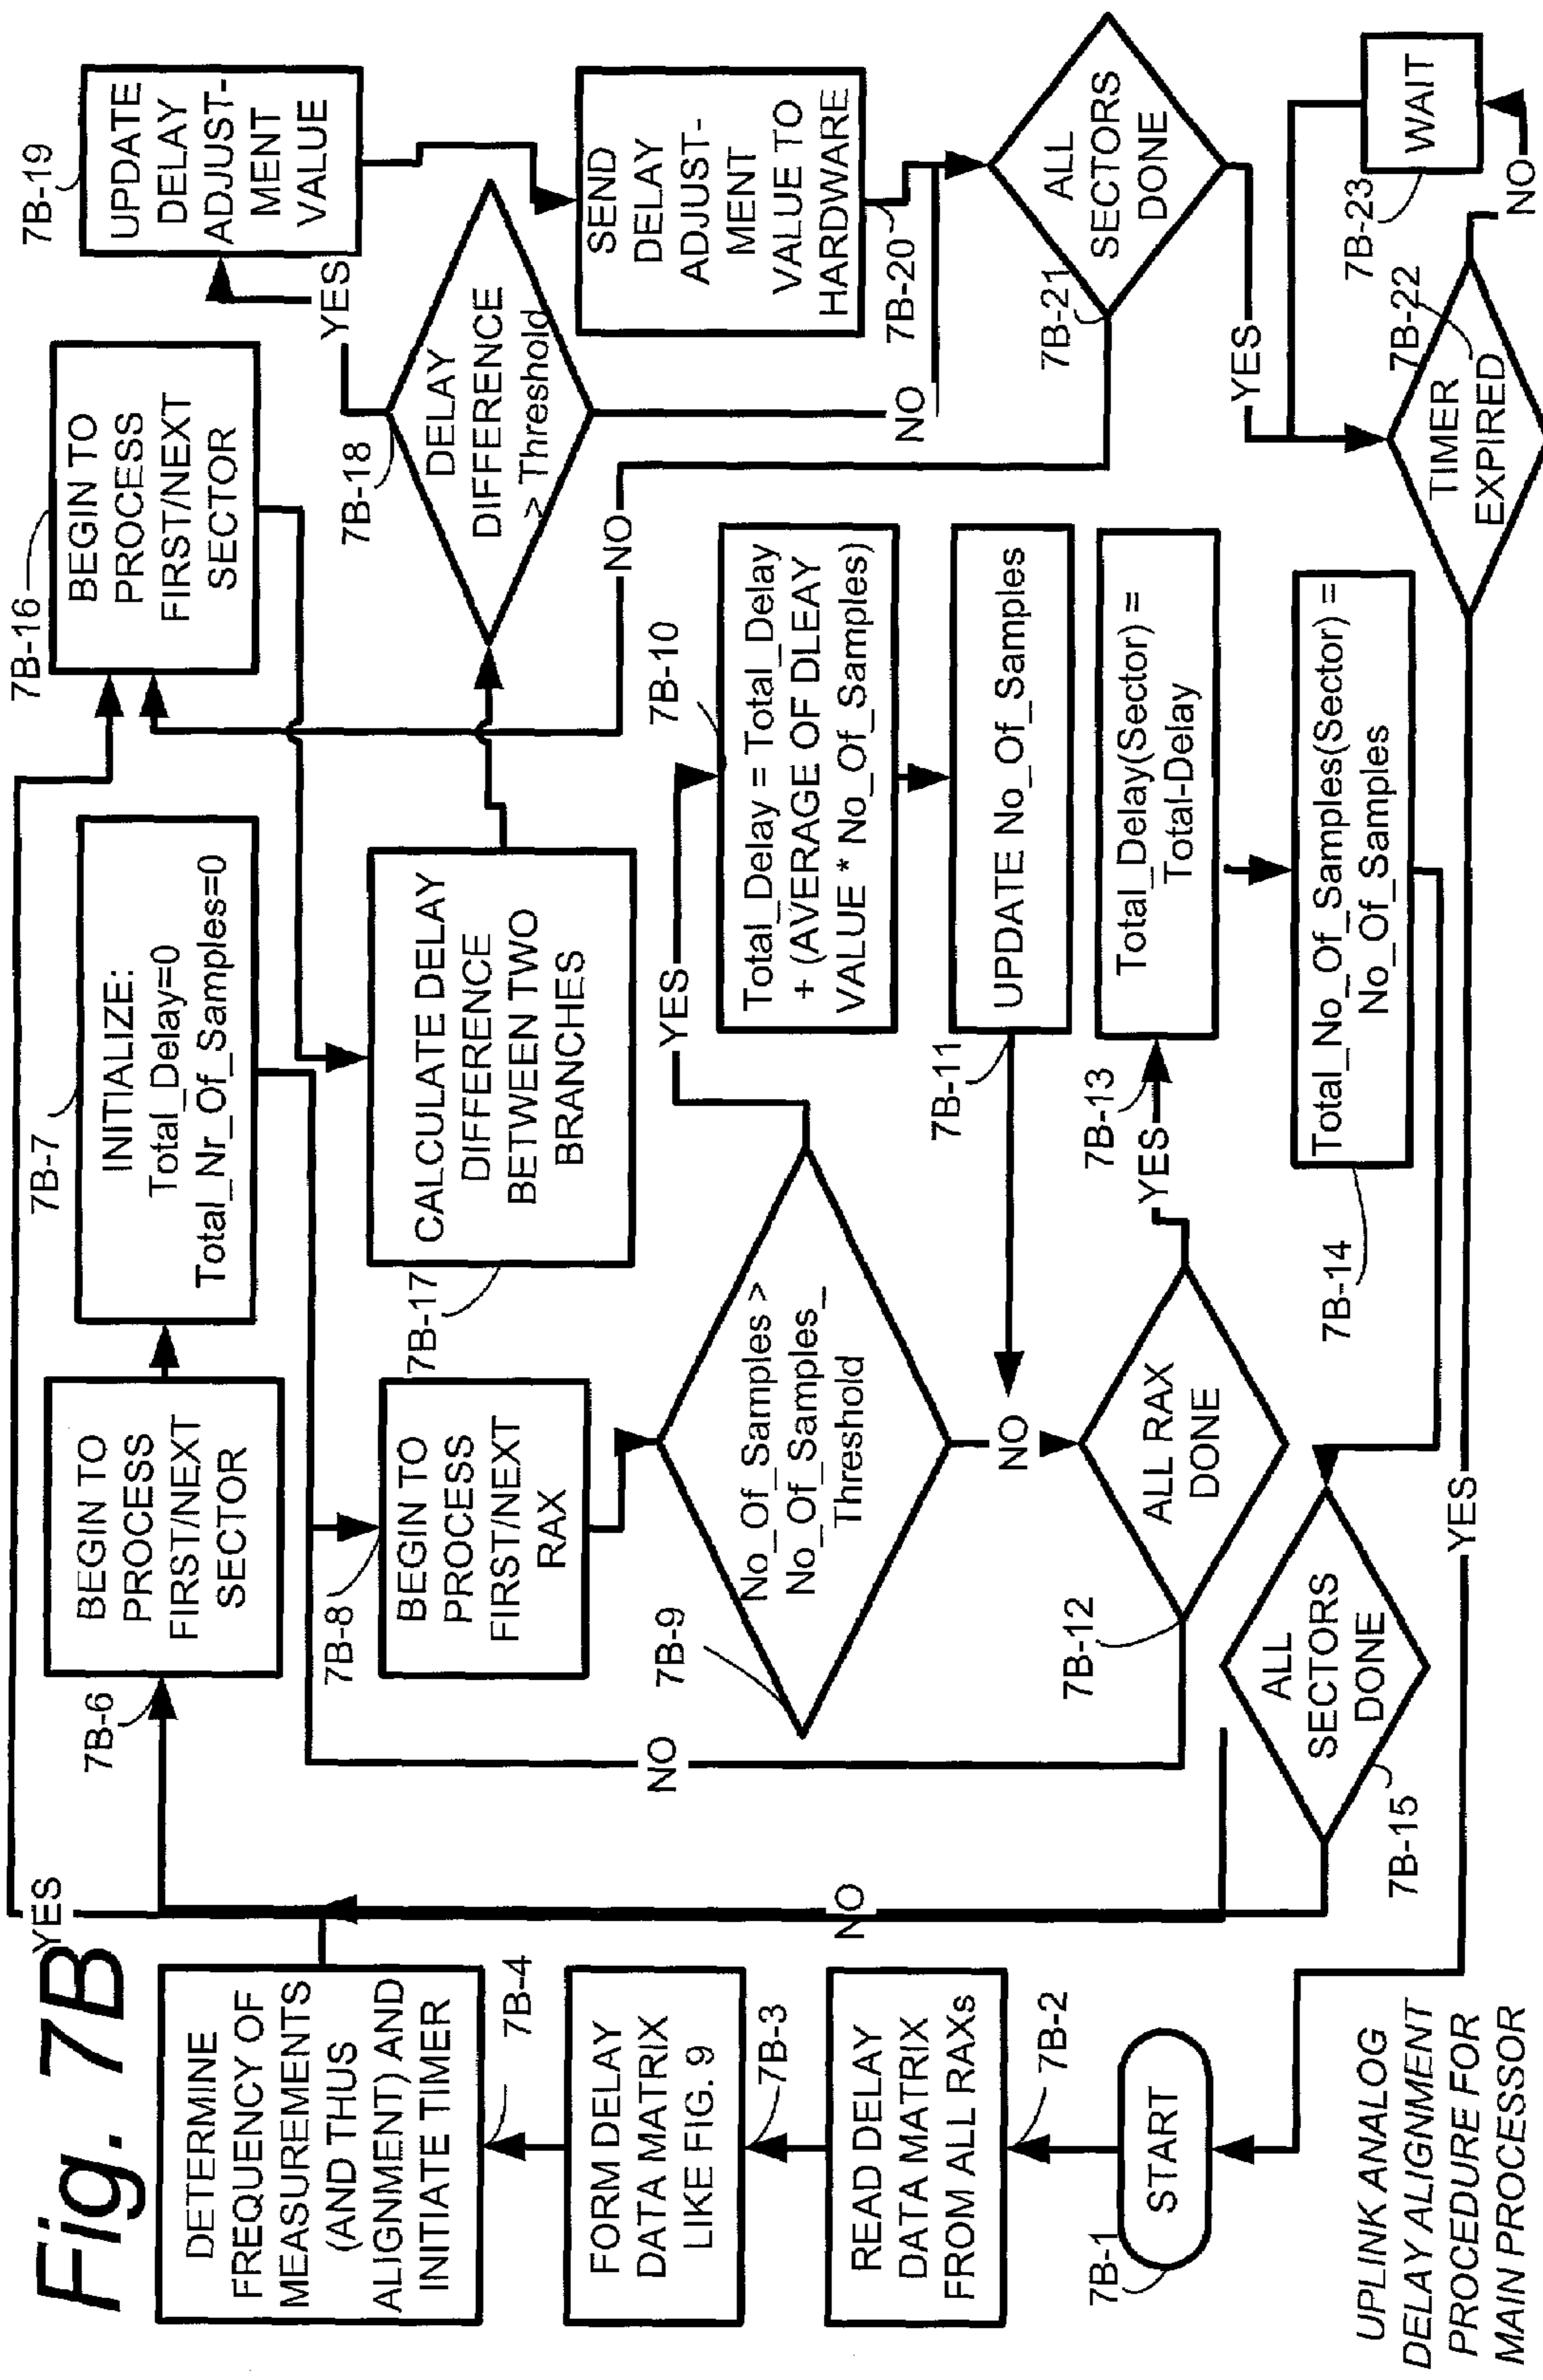 Fig. 7B
DETERMINE
FREQUENCY OF
MEASUREMENTS
(AND THUS
ALIGNMENT) AND
INITIATE TIMER
7B-4
FORM DELAY
DATA MATRIX
LIKE FIG. 9
7B-3
READ DELAY
DATA MATRIX
FROM ALL RAXs
7B-2
START
7B-1
UPLINK ANALOG
DELAY ALIGNMENT
PROCEDURE FOR
MAIN PROCESSOR
YES
7B-6
BEGIN TO
PROCESS
FIRST/NEXT
SECTOR
7B-7
INITIALIZE:
Total_Delay=0
Total_Nr_Of_Samples=0
7B-8
BEGIN TO
PROCESS
FIRST/NEXT
RAX
7B-9
No_Of_Samples >
No_Of_Samples_
Threshold
YES
NO
7B-10
Total_Delay = Total_Delay
+ (AVERAGE OF DLEAY
VALUE * No_Of_Samples)
7B-11
UPDATE No_Of_Samples
7B-12
ALL RAX
DONE
NO
YES
7B-13
Total_Delay(Sector) =
Total-Delay
7B-14
Total_No_Of_Samples(Sector) =
No_Of_Samples
7B-15
ALL
SECTORS
DONE
NO
7B-16
BEGIN TO
PROCESS
FIRST/NEXT
SECTOR
7B-17
CALCULATE DELAY
DIFFERENCE
BETWEEN TWO
BRANCHES
7B-18
DELAY
DIFFERENCE
> Threshold
YES
NO
7B-19
UPDATE
DELAY
ADJUST-
MENT
VALUE
SEND
DELAY
ADJUST-
MENT
VALUE TO
HARDWARE
7B-20
7B-21
ALL
SECTORS
DONE
NO
YES
7B-22
TIMER
EXPIRED
YES
NO
7B-23
WAIT